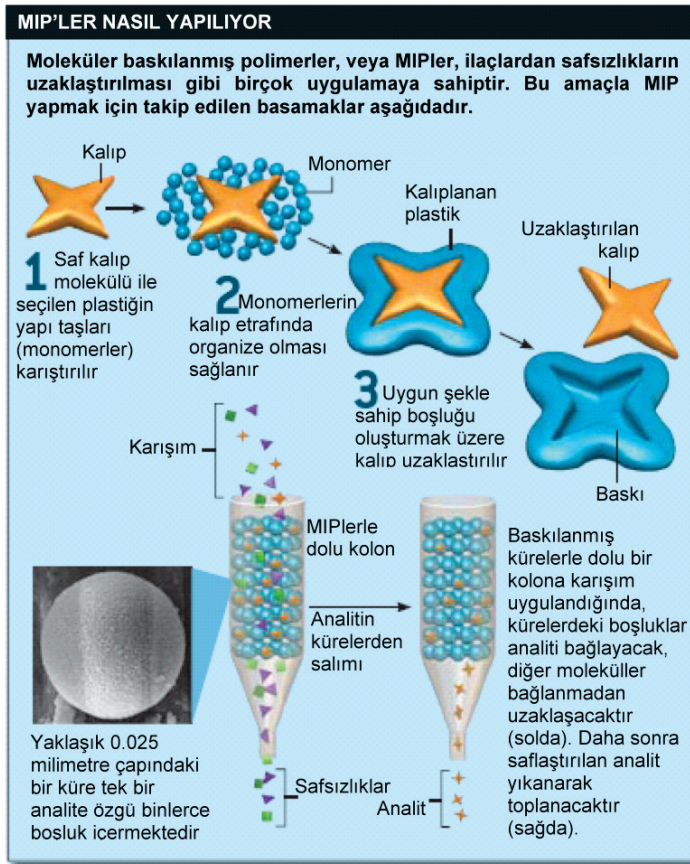 MIP'LER NASIL YAPILIYOR
Moleküler baskılanmış polimerler, veya MIPler, ilaçlardan safsızlıkların
uzaklaştırılması gibi birçok uygulamaya sahiptir. Bu amaçla MIP
yapmak için takip edilen basamaklar aşağıdadır.
Kalıp
Monomer
Kalıplanan
plastik
Uzaklaştırılan
kalıp
1 Saf kalıp
molekülü ile
seçilen plastiğin
yapı taşları
(monomerler)
karıştırılır
2 Monomerlerin
kalıp etrafında
organize olması
sağlanır
3 Uygun şekle
sahip boşluğu
oluşturmak üzere
kalıp uzaklaştırılır
Baskı
Karışım
MIPlerle
dolu kolon
Analitin
kürelerden
salımı
Baskılanmış
kürelerle dolu bir
kolona karışım
uygulandığında,
kürelerdeki boşluklar
analiti bağlayacak,
diğer moleküller
bağlanmadan
uzaklaşacaktır
(solda). Daha sonra
saflaştırılan analit
yıkanarak
toplanacaktır
(sağda).
Yaklaşık 0.025
milimetre çapındaki
bir küre tek bir
analite özgü binlerce
boşluk içermektedir
Safsızlıklar
Analit